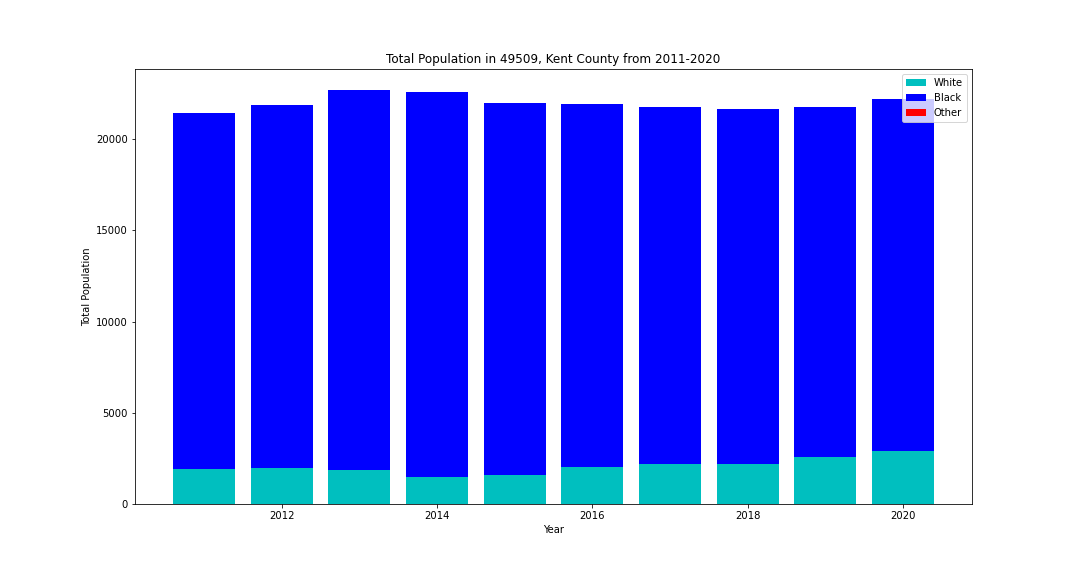 Total Population in 49509, Kent County from 2011-2020
White
Black
Other
Total Population
20000
15000
10000
5000
0
2012 2014 2016 2018 2020
Year